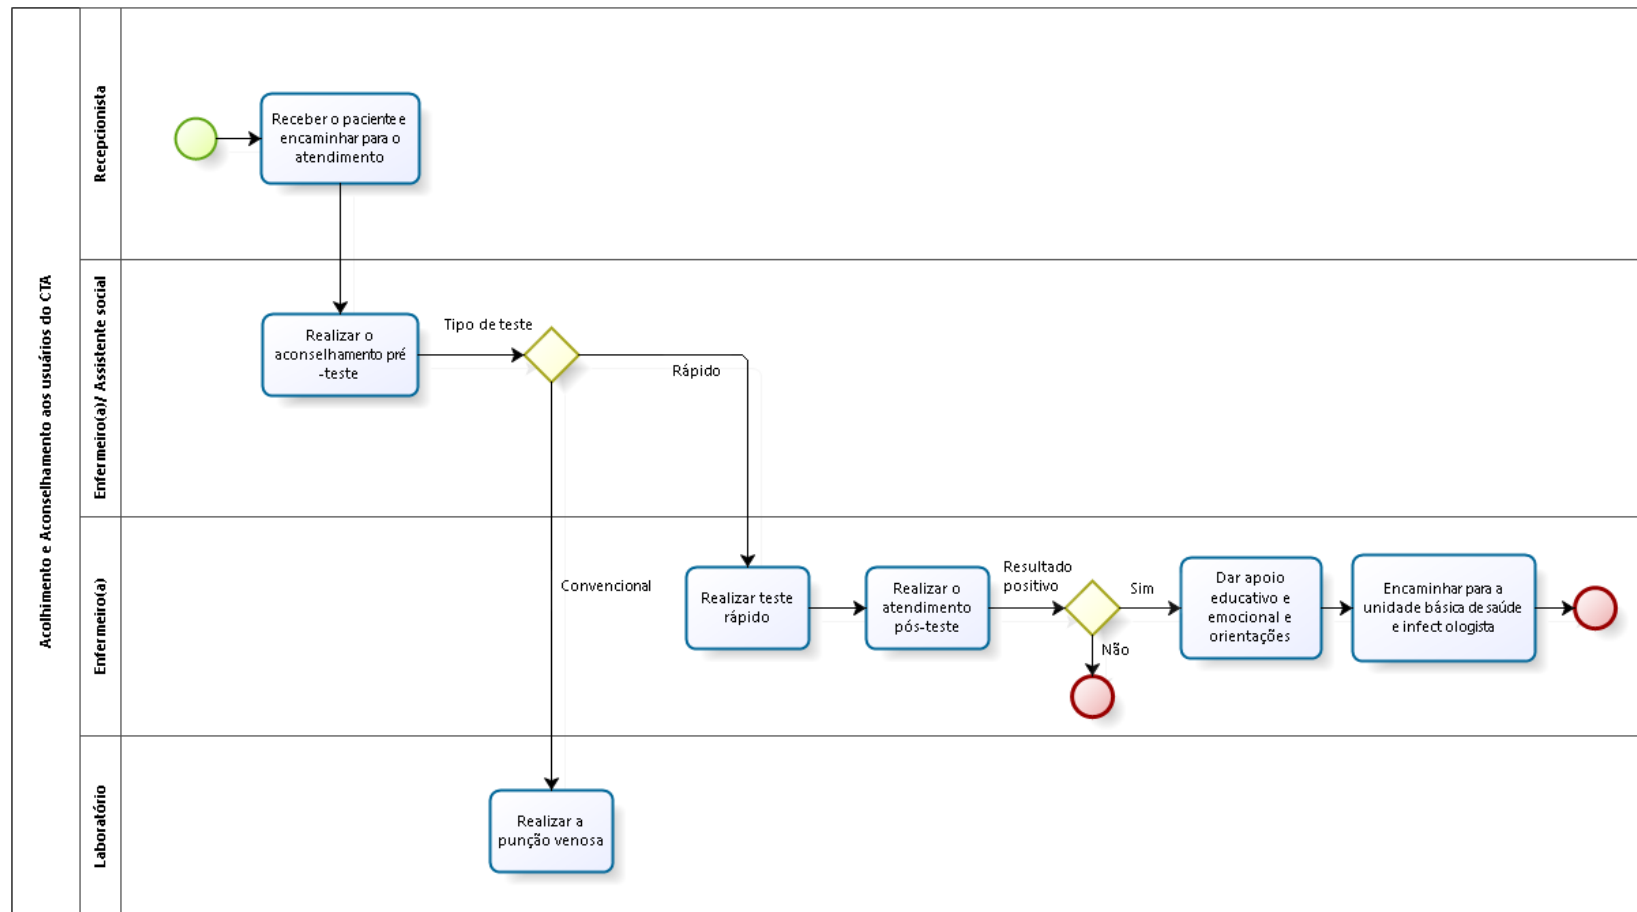 Acolhimento e Aconselhamento aos usuários do CTA
Recepcionista
Receber o paciente e
encaminhar para o
atendimento
Enfermeiro(a)/ Assistente social
Realizar o
aconselhamento pré
-teste
Tipo de teste
Rápido
Convencional
Enfermeiro(a)
Realizar teste
rápido
Realizar o
atendimento
pós-teste
Resultado
positivo
Sim
Não
Dar apoio
educativo e
emocional e
orientações
Encaminhar para a
unidade básica de saúde
e infect ologista
Laboratório
Realizar a
punção venosa